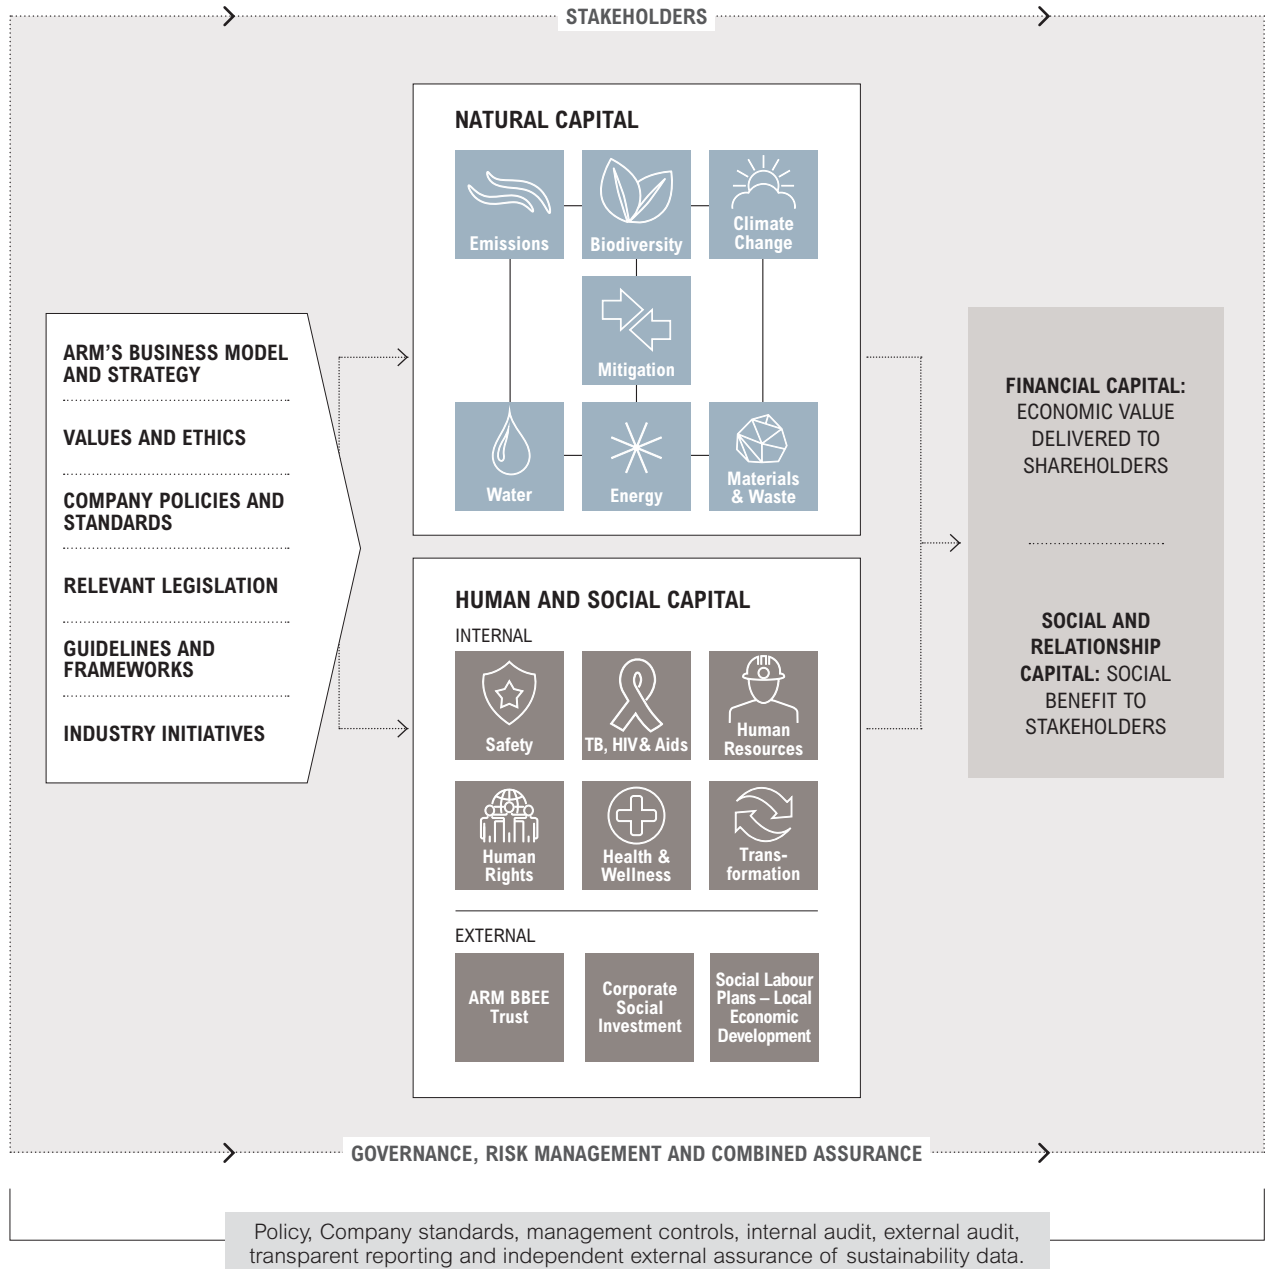 STAKEHOLDERS
ARM'S BUSINESS MODEL
AND STRATEGY
VALUES AND ETHICS
COMPANY POLICIES AND
STANDARDS
RELEVANT LEGISLATION
GUIDELINES AND
FRAMEWORKS
INDUSTRY INITIATIVES
NATURAL CAPITAL
Emissions
Biodiversity
Climate
Change
Mitigation
Water
Energy
Materials
& Waste
HUMAN AND SOCIAL CAPITAL
INTERNAL
Safety
TB, HIV & Aids
Human
Resources
Human
Rights
Health &
Wellness
Trans-
formation
EXTERNAL
ARM BBEE
Trust
Corporate
Social
Investment
Social Labour
Plans – Local
Economic
Development
FINANCIAL CAPITAL:
ECONOMIC VALUE
DELIVERED TO
SHAREHOLDERS
SOCIAL AND
RELATIONSHIP
CAPITAL: SOCIAL
BENEFIT TO
STAKEHOLDERS
GOVERNANCE, RISK MANAGEMENT AND COMBINED ASSURANCE
Policy, Company standards, management controls, internal audit, external audit,
transparent reporting and independent external assurance of sustainability data.